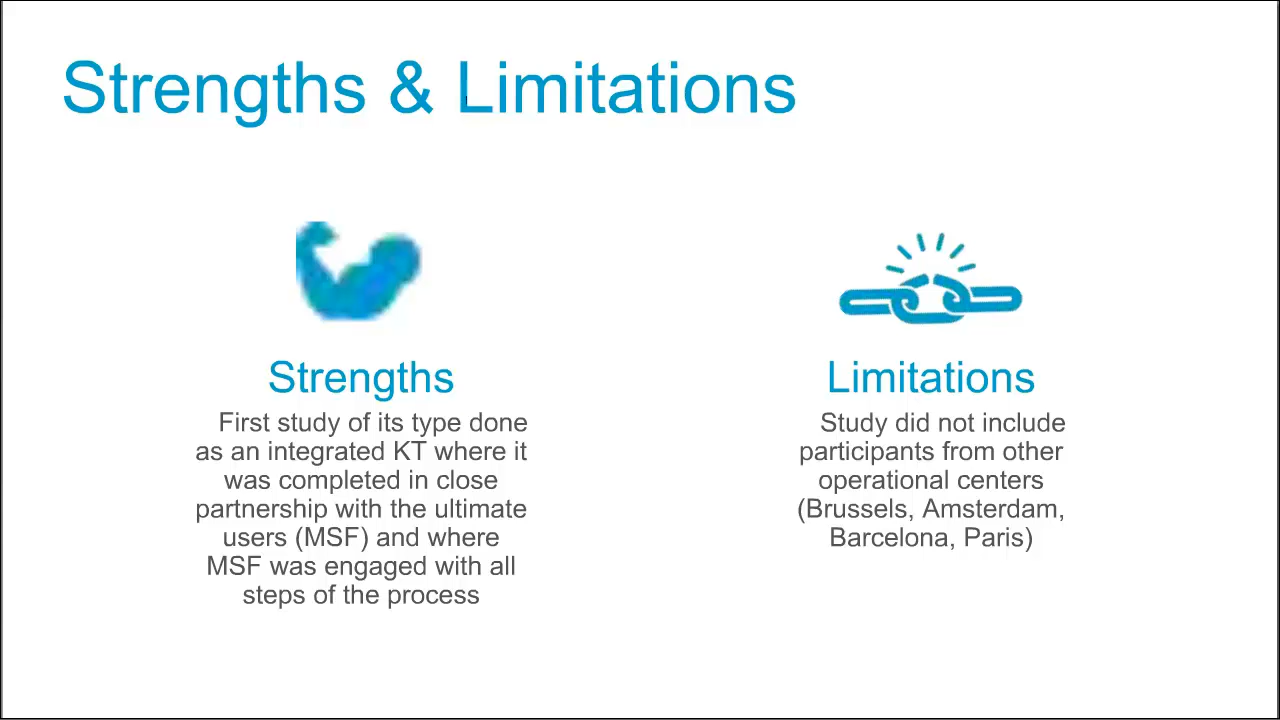 Strengths & Limitations
Strengths
First study of its type done
as an integrated KT where it
was completed in close
partnership with the ultimate
users (MSF) and where
MSF was engaged with all
steps of the process
Limitations
Study did not include
participants from other
operational centers
(Brussels, Amsterdam,
Barcelona, Paris)